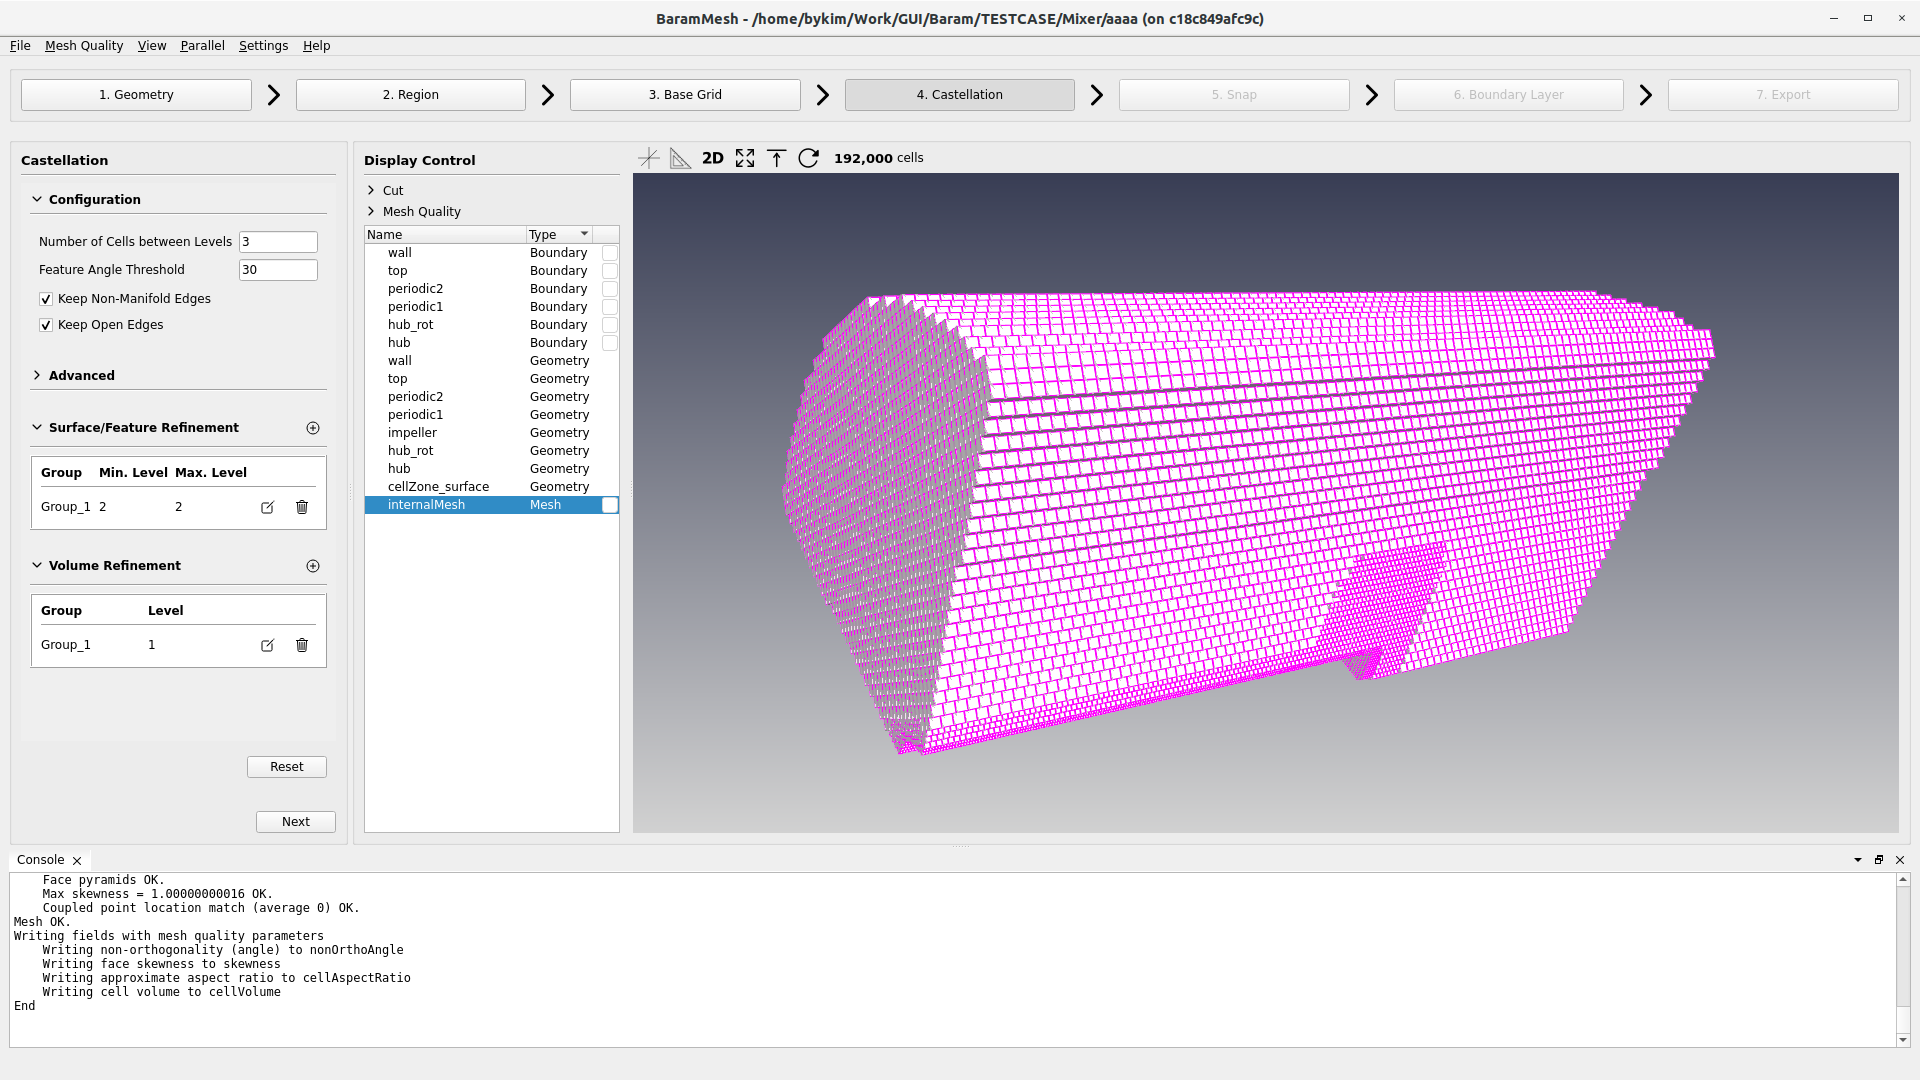 BaramMesh - /home/bykim/Work/GUI/Baram/TESTCASE/Mixer/aaaa (on c18c849afc9c)
File Mesh Quality View Parallel Settings Help
1. Geometry 2. Region 3. Base Grid 4. Castellation 5. Snap 6. Boundary Layer 7. Export
Castellation
Configuration
Number of Cells between Levels 3
Feature Angle Threshold 30
Keep Non-Manifold Edges
Keep Open Edges
Advanced
Surface/Feature Refinement
Group Min. Level Max. Level
Group_1 2 2
Volume Refinement
Group Level
Group_1 1
Reset
Next
Display Control
Cut
Mesh Quality
Name Type
wall Boundary
top Boundary
periodic2 Boundary
periodic1 Boundary
hub_rot Boundary
hub Boundary
wall Geometry
top Geometry
periodic2 Geometry
periodic1 Geometry
impeller Geometry
hub_rot Geometry
hub Geometry
cellZone_surface Geometry
internalMesh Mesh
2D 192,000 cells
Console
Face pyramids OK.
Max skewness = 1.00000000016 OK.
Coupled point location match (average 0) OK.
Mesh OK.
Writing fields with mesh quality parameters
Writing non-orthogonality (angle) to nonOrthoAngle
Writing face skewness to skewness
Writing approximate aspect ratio to cellAspectRatio
Writing cell volume to cellVolume
End